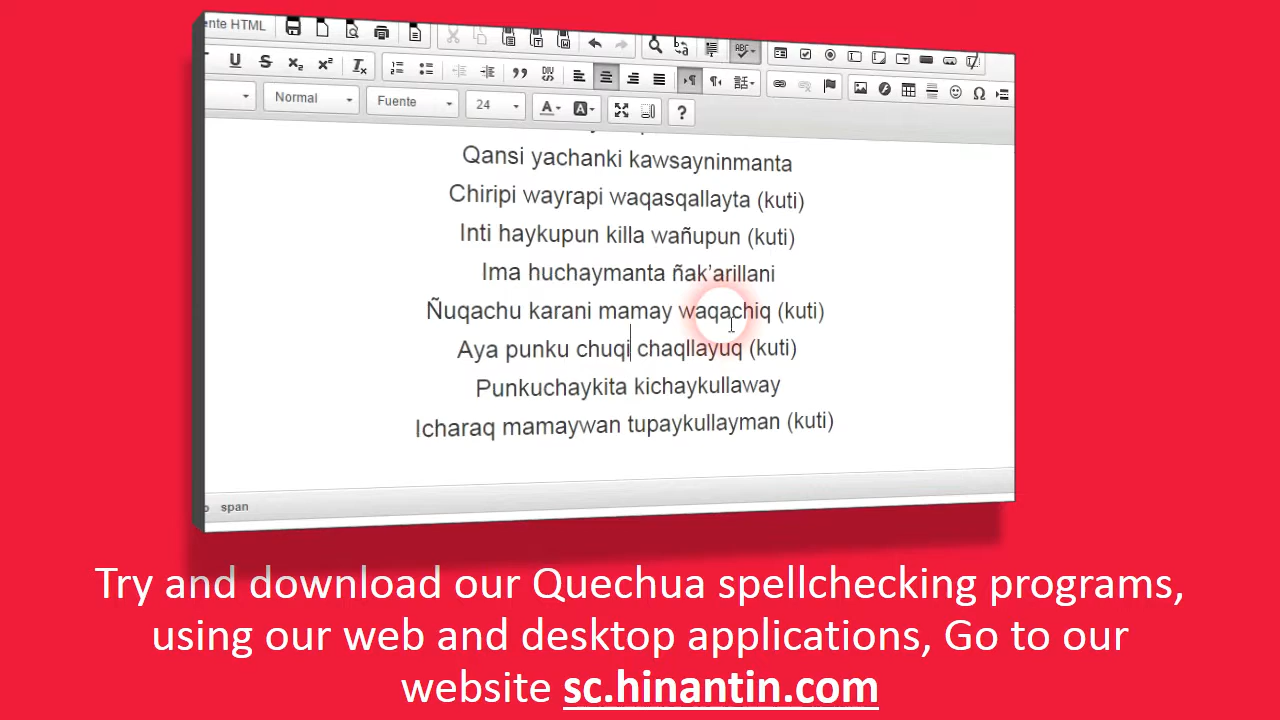 ente HTML
Normal Fuente 24
Qansi yachanki kawsayninmanta
Chiripi wayrapi waqasqallayta (kuti)
Inti haykupun killa wañupun (kuti)
Ima huchaymanta ñak’arillani
Ñuqachu karani mamay waqachiq (kuti)
Aya punku chuqi chaqllayuq (kuti)
Punkuchaykita kichaykullaway
Icharaq mamaywan tupaykullayman (kuti)
span
Try and download our Quechua spellchecking programs,
using our web and desktop applications, Go to our
website sc.hinantin.com